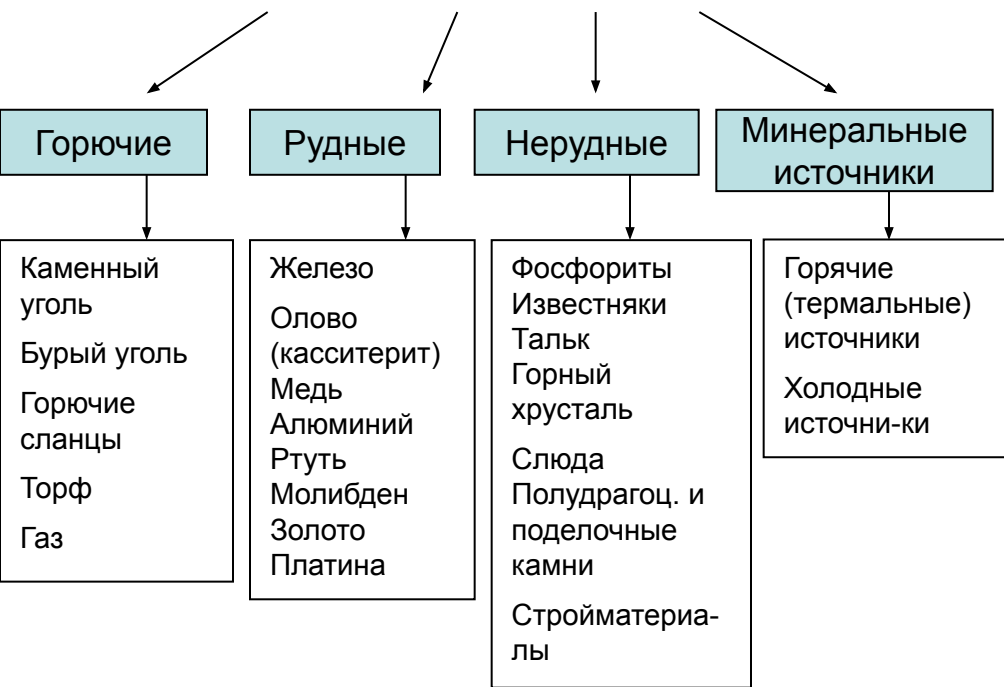 Горючие
Рудные
Нерудные
Минеральные
источники
Каменный
уголь
Бурый уголь
Горючие
сланцы
Торф
Газ
Железо
Олово
(касситерит)
Медь
Алюминий
Ртуть
Молибден
Золото
Платина
Фосфориты
Известняки
Тальк
Горный
хрусталь
Слюда
Полудрагоц. и
поделочные
камни
Стройматериа-
лы
Горячие
(термальные)
источники
Холодные
источни-ки